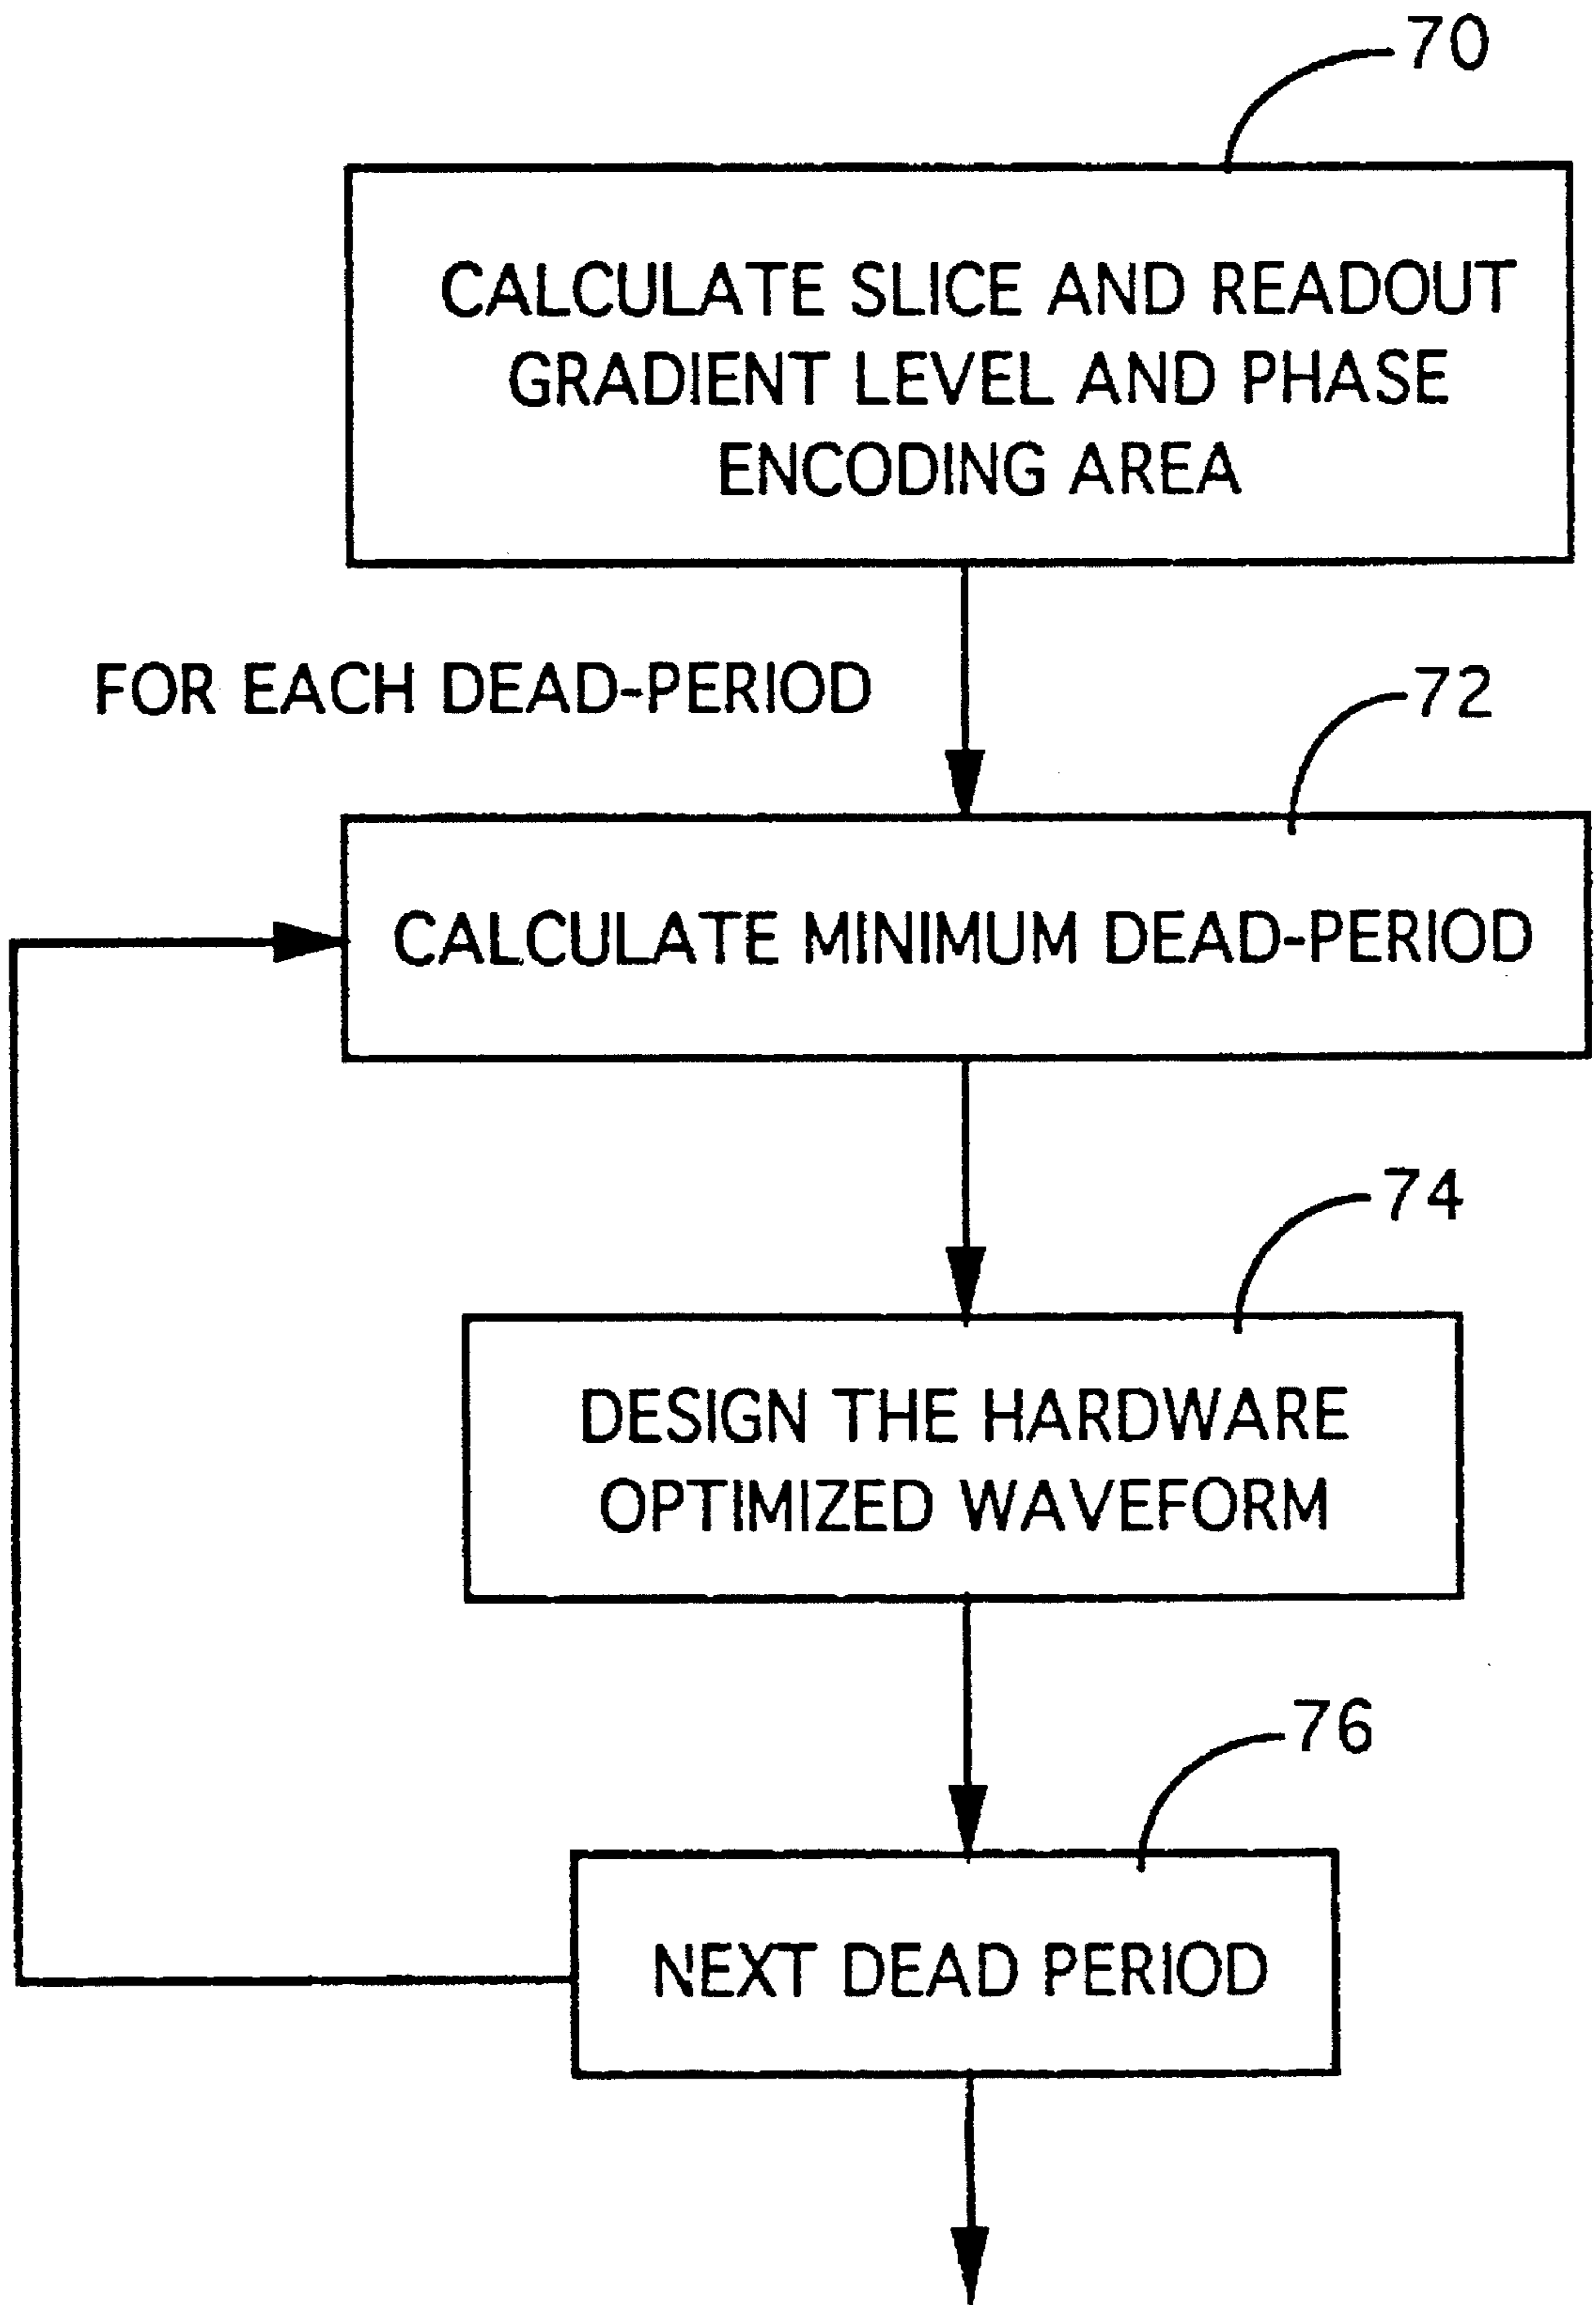 70
CALCULATE SLICE AND READOUT
GRADIENT LEVEL AND PHASE
ENCODING AREA
FOR EACH DEAD-PERIOD
72
CALCULATE MINIMUM DEAD-PERIOD
74
DESIGN THE HARDWARE
OPTIMIZED WAVEFORM
76
NEXT DEAD PERIOD